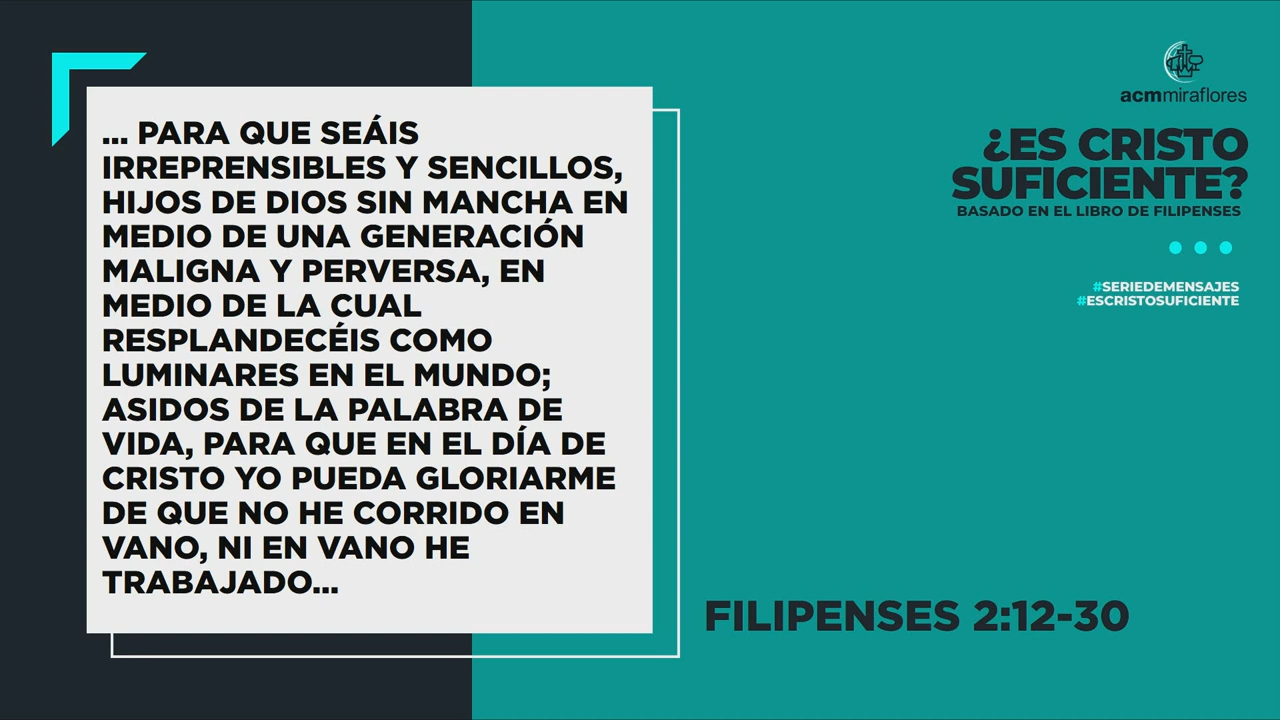 ... PARA QUE SEÁIS
IRREPRENSIBLES Y SENCILLOS,
HIJOS DE DIOS SIN MANCHA EN
MEDIO DE UNA GENERACIÓN
MALIGNA Y PERVERSA, EN
MEDIO DE LA CUAL
RESPLANDECÉIS COMO
LUMINARES EN EL MUNDO;
ASIDOS DE LA PALABRA DE
VIDA, PARA QUE EN EL DÍA DE
CRISTO YO PUEDA GLORIARME
DE QUE NO HE CORRIDO EN
VANO, NI EN VANO HE
TRABAJADO...
acmmiraflores
¿ES CRISTO
SUFICIENTE?
BASADO EN EL LIBRO DE FILIPENSES
#SERIEDEMENSAJES
#ESCRISTOSUFICIENTE
FILIPENSES 2:12-30